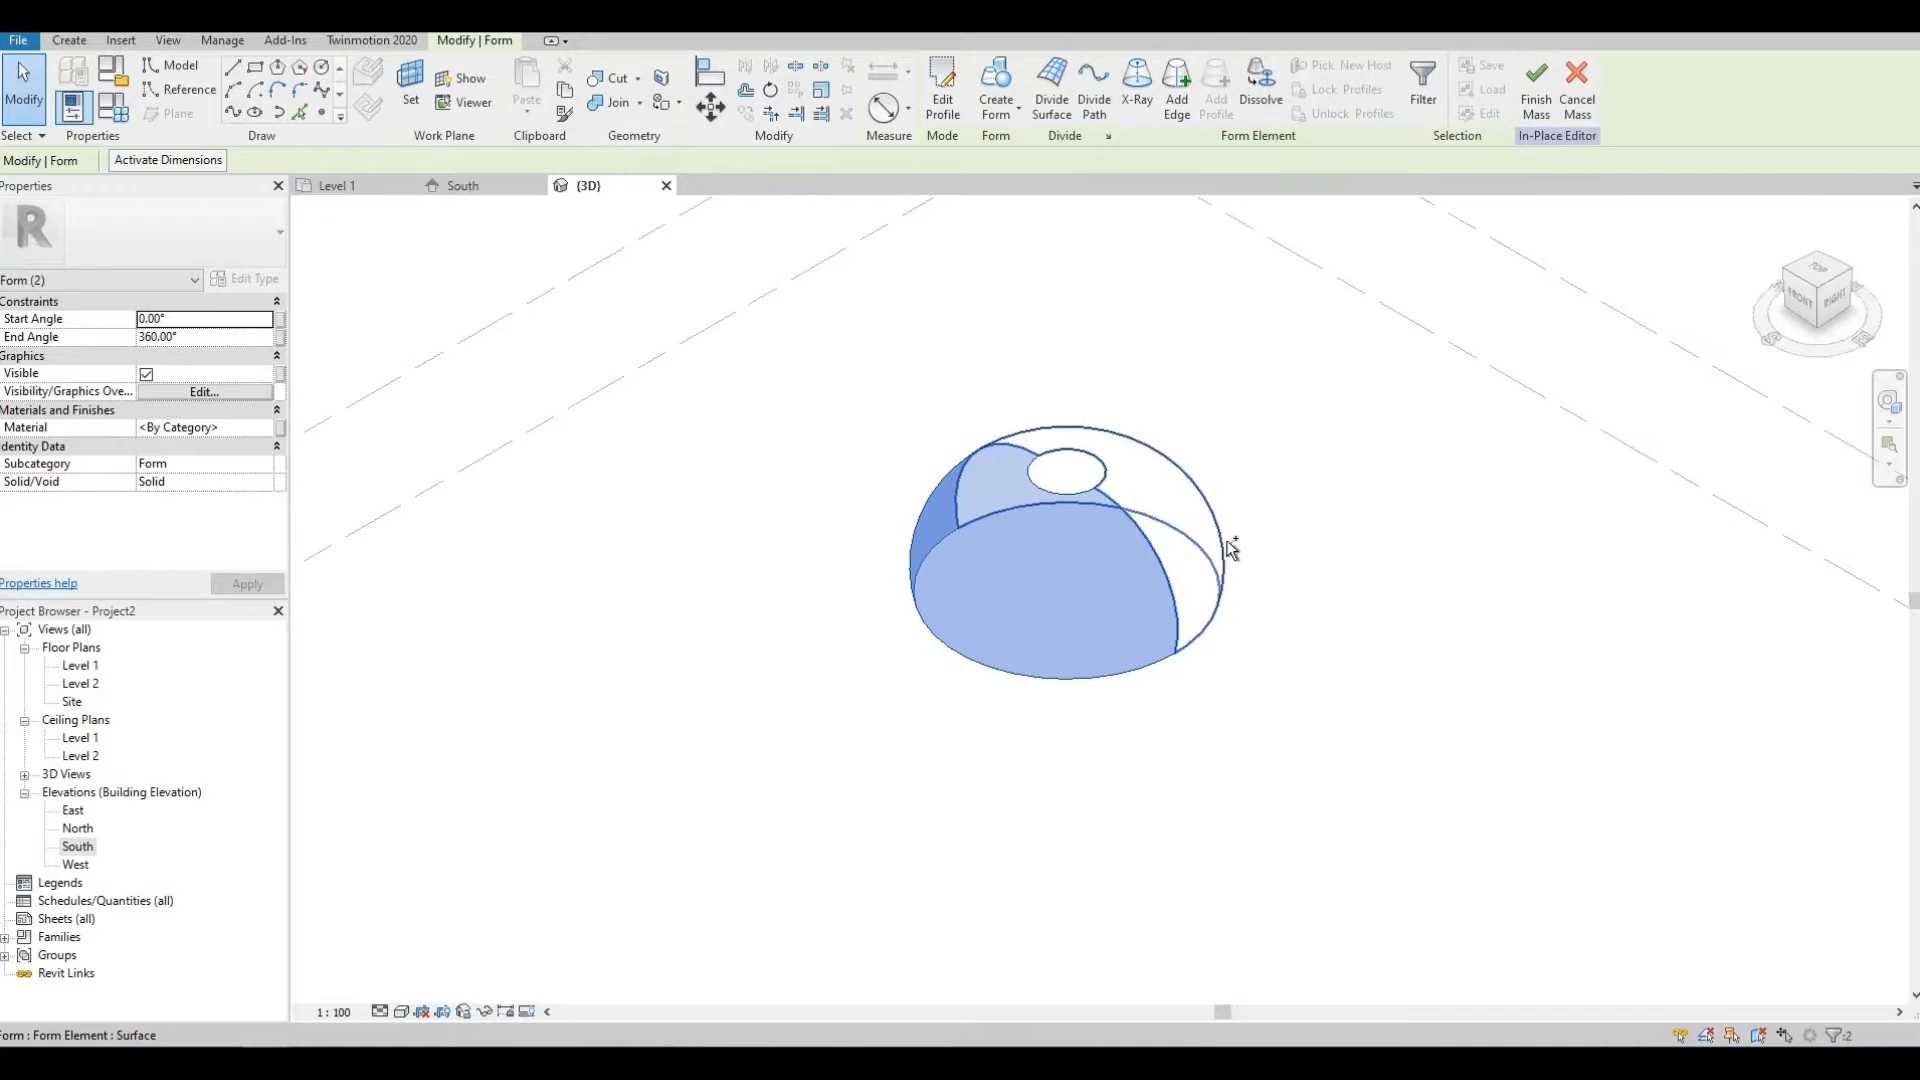 File Create Insert View Manage Add-Ins Twinmotion 2020 Modify | Form
Modify
Model
Reference
Plane
Set
Show
Viewer
Paste
Cut
Join
Edit Profile
Create Form
Divide Surface
Divide Path
X-Ray
Add Edge
Add Profile
Dissolve
Pick New Host
Lock Profiles
Unlock Profiles
Filter
Save
Load
Edit
Finish Mass
Cancel Mass
Select Properties Draw Work Plane Clipboard Geometry Modify Measure Mode Form Divide Form Element Selection In-Place Editor
Modify | Form Activate Dimensions
Properties
Level 1 South {3D}
R
Form (2) Edit Type
Constraints
Start Angle 0.00°
End Angle 360.00°
Graphics
Visible
Visibility/Graphics Ove... Edit...
Materials and Finishes
Material <By Category>
Identity Data
Subcategory Form
Solid/Void Solid
Properties help Apply
Project Browser - Project2
Views (all)
Floor Plans
Level 1
Level 2
Site
Ceiling Plans
Level 1
Level 2
3D Views
Elevations (Building Elevation)
East
North
South
West
Legends
Schedules/Quantities (all)
Sheets (all)
Families
Groups
Revit Links
TOP
FRONT RIGHT
1 : 100
Form : Form Element : Surface
:2